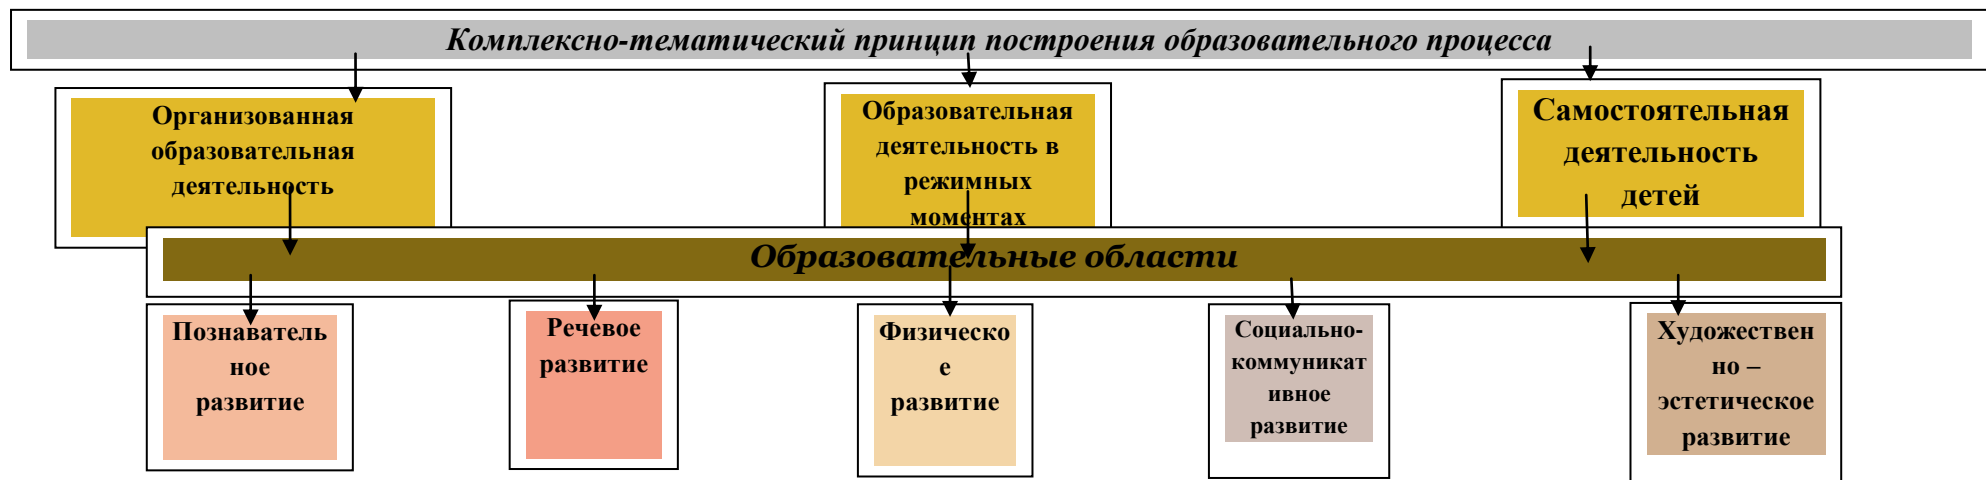 Комплексно-тематический принцип построения образовательного процесса
Организованная
образовательная
деятельность
Образовательная
деятельность в
режимных
моментах
Самостоятельная
деятельность
детей
Образовательные области
Познаватель
ное
развитие
Речевое
развитие
Физическо
е
развитие
Социально-
коммуникат
ивное
развитие
Художествен
но –
эстетическое
развитие